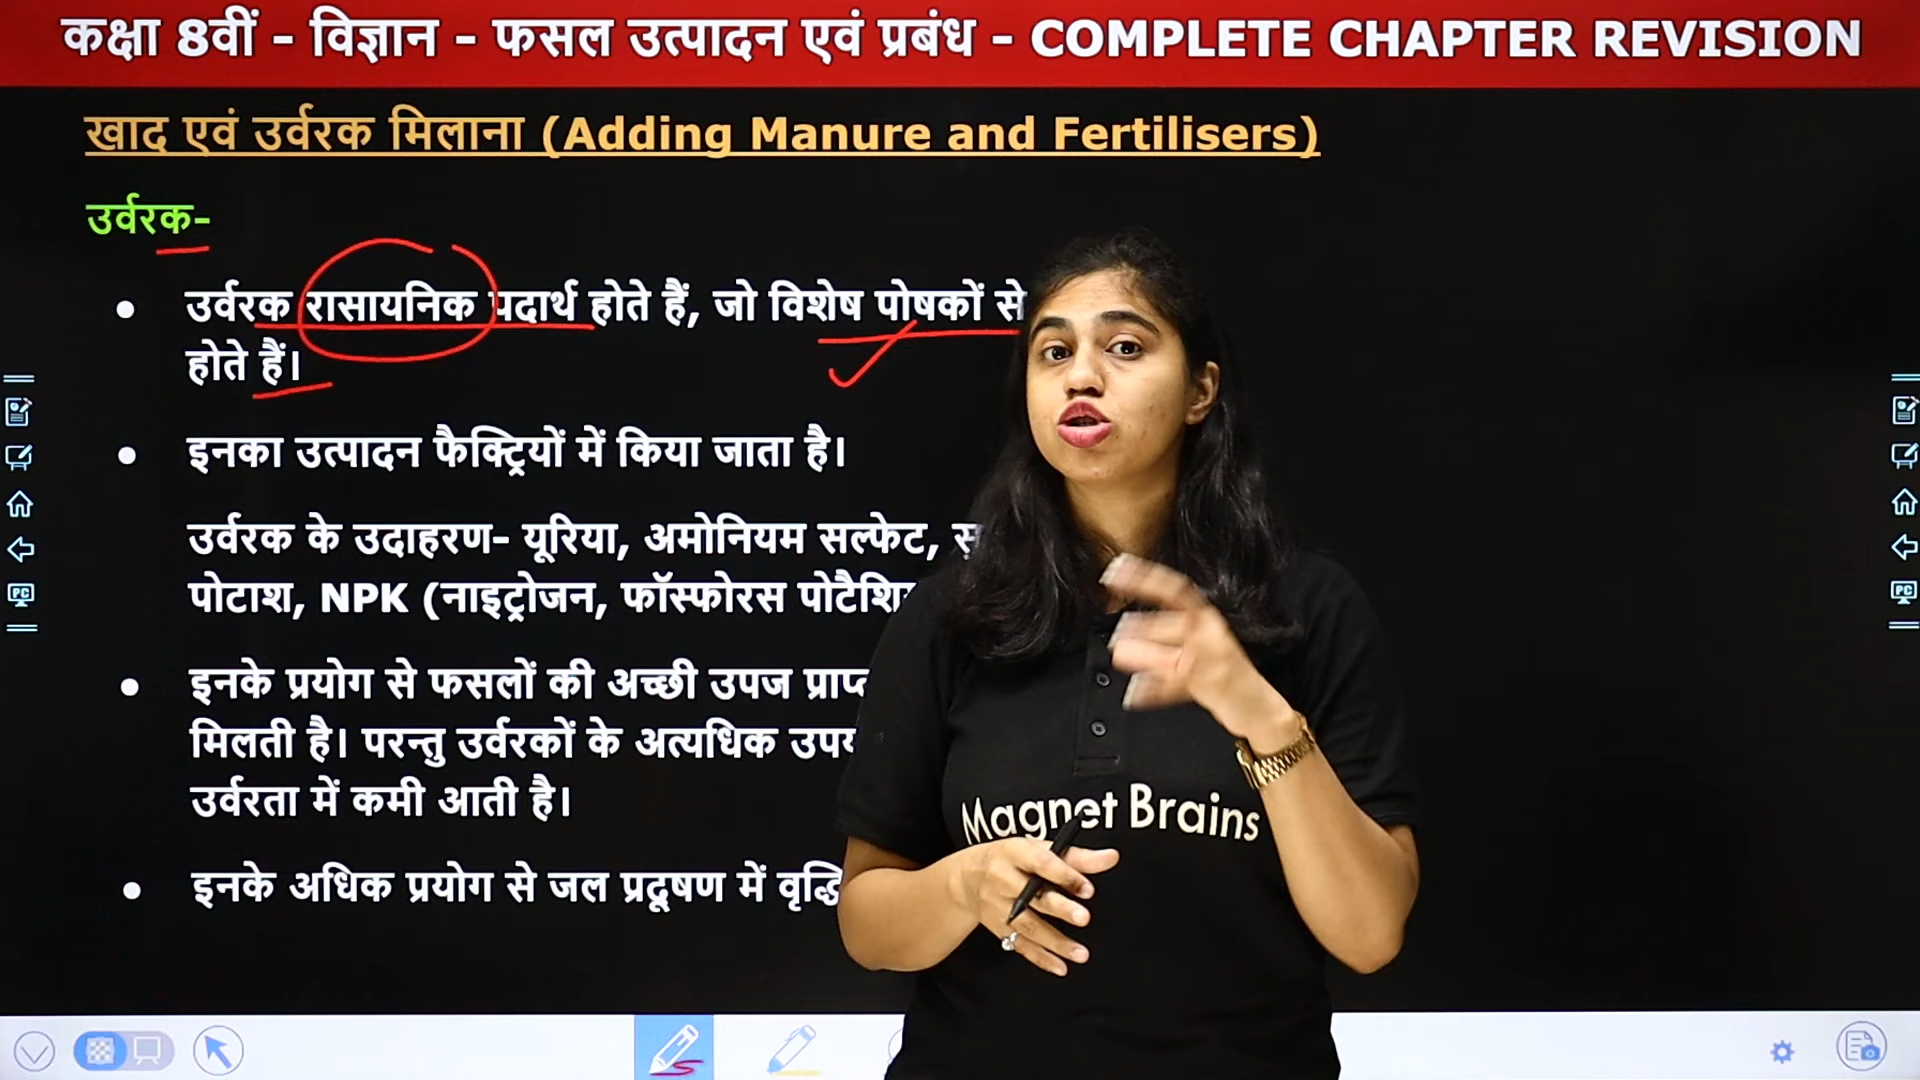 कक्षा 8वीं - विज्ञान - फसल उत्पादन एवं प्रबंध - COMPLETE CHAPTER REVISION
खाद एवं उर्वरक मिलाना (Adding Manure and Fertilisers)
उर्वरक-
• उर्वरक रासायनिक पदार्थ होते हैं, जो विशेष पोषकों से
होते हैं।
• इनका उत्पादन फैक्ट्रियों में किया जाता है।
उर्वरक के उदाहरण- यूरिया, अमोनियम सल्फेट,
पोटाश, NPK (नाइट्रोजन, फॉस्फोरस
• इनके प्रयोग से फसलों की अच्छी उपज
मिलती है। परन्तु उर्वरकों के अत्यधिक
उर्वरता में कमी आती है।
• इनके अधिक प्रयोग से जल प्रदूषण में
Magnet Brains
PC
PC